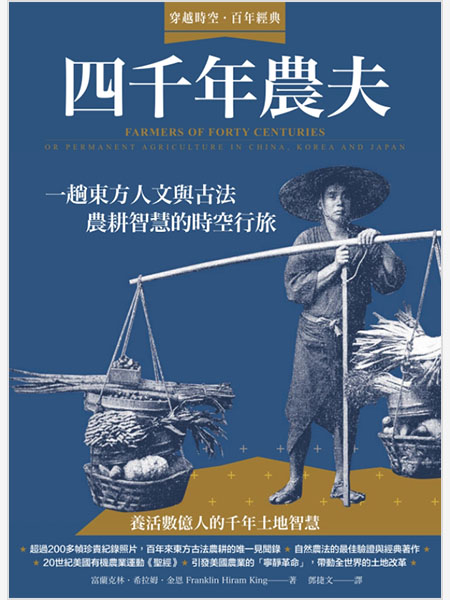 穿越時空・百年經典
四千年農夫
FARMERS OF FORTY CENTURIES
OR PERMANENT AGRICULTURE IN CHINA, KOREA AND JAPAN
一趟東方人文與古法
農耕智慧的時空行旅
養活數億人的千年土地智慧
★ 超過200多幀珍貴紀錄照片，百年來東方古法農耕的唯一見聞錄 ★ 自然農法的最佳驗證與經典著作
★ 20世紀美國有機農業運動《聖經》 ★ 引發美國農業的「寧靜革命」，帶動全世界的土地改革 ★
富蘭克林・希拉姆・金恩 Franklin Hiram King——著 鄧捷文——譯